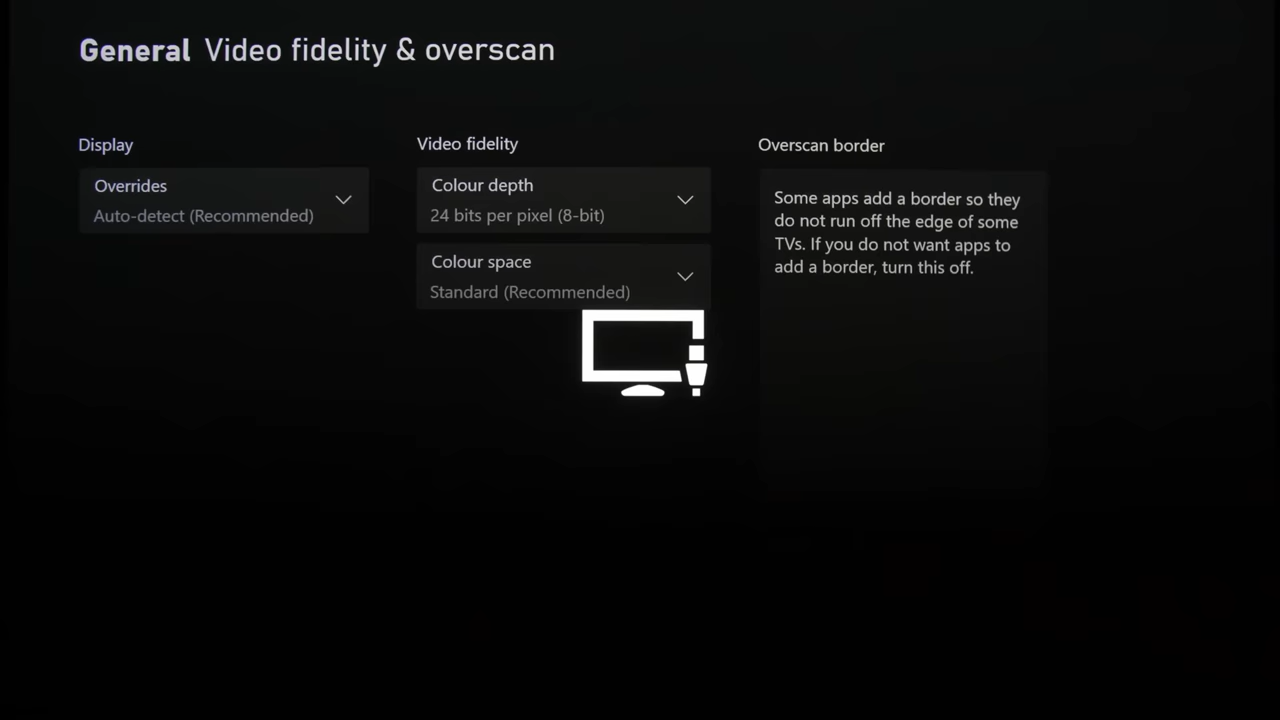 General Video fidelity & overscan
Display
Overrides
Auto-detect (Recommended)
Video fidelity
Colour depth
24 bits per pixel (8-bit)
Colour space
Standard (Recommended)
Overscan border
Some apps add a border so they
do not run off the edge of some
TVs. If you do not want apps to
add a border, turn this off.